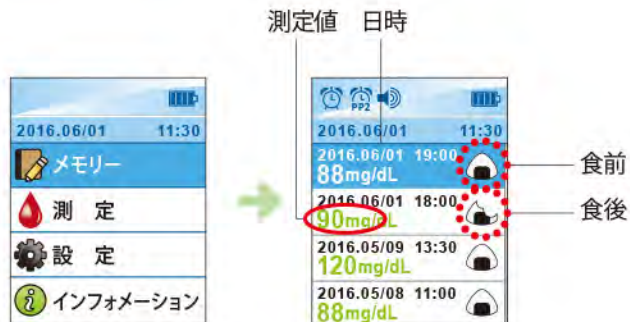 測定値 日時
2016.06/01 11:30
メモリー
測 定
設 定
インフォメーション
PP2
2016.06/01 11:30
2016.06/01 19:00
88mg/dL
食前
2016.06/01 18:00
90mg/dL
食後
2016.05/09 13:30
120mg/dL
2016.05/08 11:00
88mg/dL